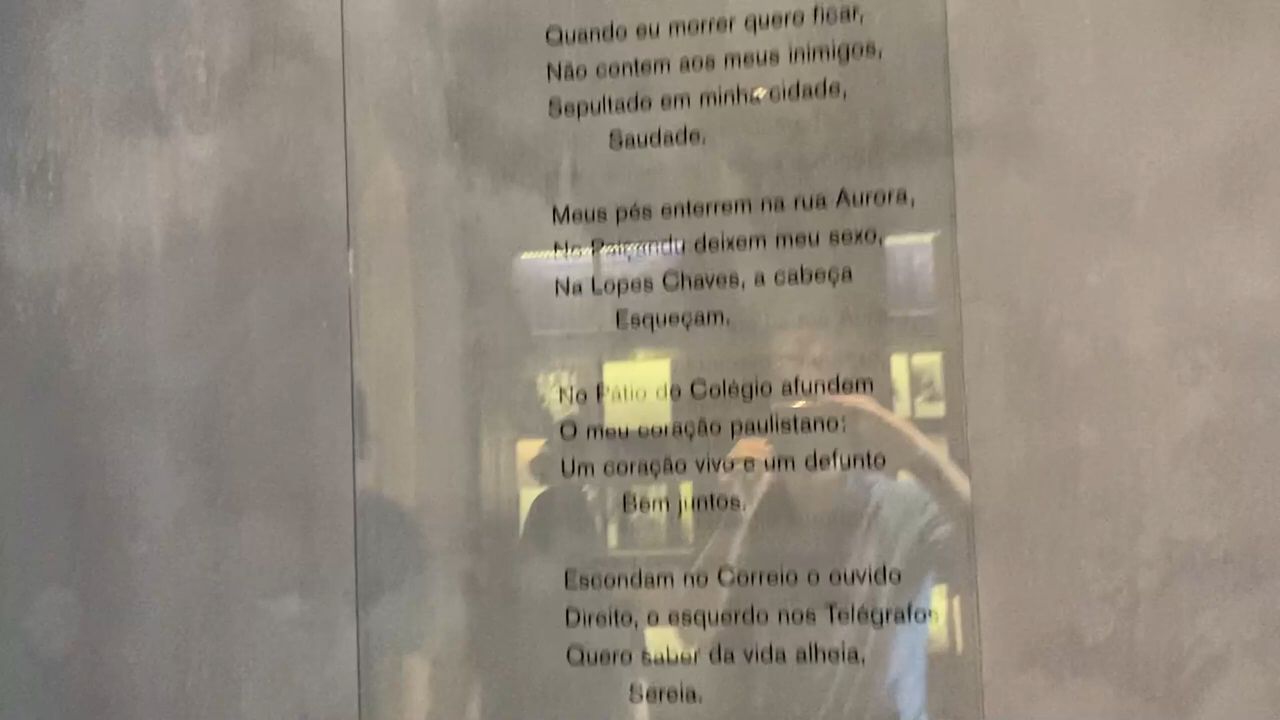 Quando eu morrer quero ficar,
Não contem aos meus inimigos,
Sepultado em minha cidade,
Saudade.
Meus pés enterrem na rua Aurora,
No Paiçandu deixem meu sexo,
Na Lopes Chaves, a cabeça
Esqueçam.
No Pátio do Colégio afundem
O meu coração paulistano:
Um coração vivo e um defunto
Bem juntos.
Escondam no Correio o ouvido
Direito, o esquerdo nos Telégrafos
Quero saber da vida alheia,
Sereia.